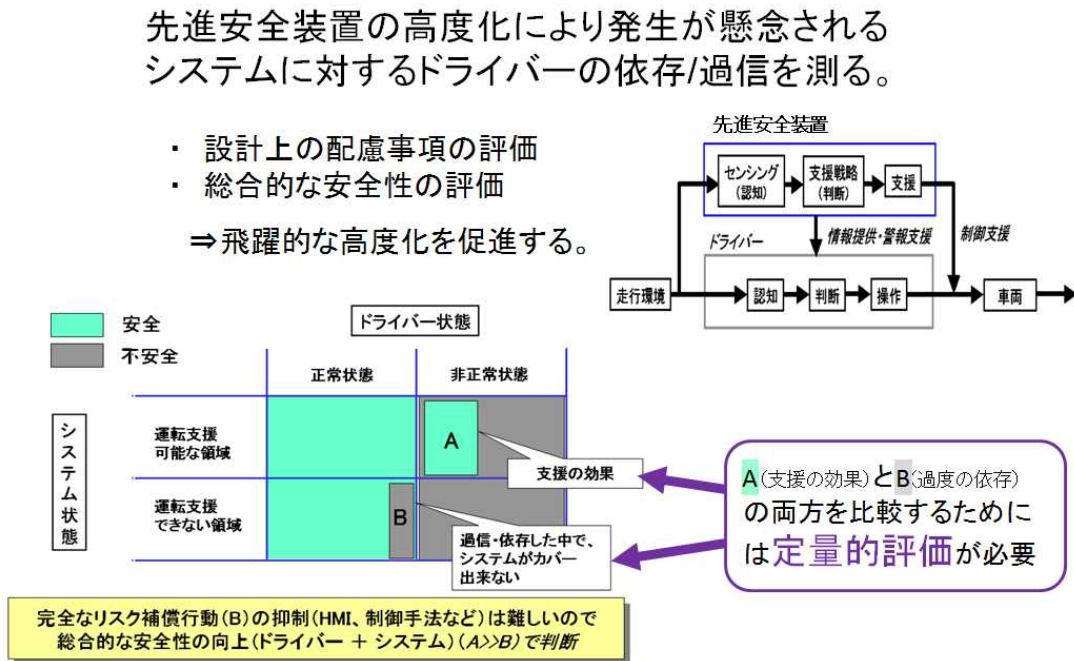 先進安全装置の高度化により発生が懸念される
システムに対するドライバーの依存/過信を測る。
・ 設計上の配慮事項の評価
・ 総合的な安全性の評価
⇒飛躍的な高度化を促進する。
先進安全装置
センシング
(認知)
支援戦略
(判断)
支援
ドライバー
情報提供・警報支援
制御支援
走行環境
認知
判断
操作
車両
安全
不安全
ドライバー状態
正常状態
非正常状態
システム状態
運転支援
可能な領域
A
支援の効果
運転支援
できない領域
B
過信・依存した中で、
システムがカバー
出来ない
A(支援の効果)とB(過度の依存)
の両方を比較するために
は定量的評価が必要
完全なリスク補償行動(B)の抑制(HMI、制御手法など)は難しいので
総合的な安全性の向上(ドライバー + システム)(A>>B)で判断